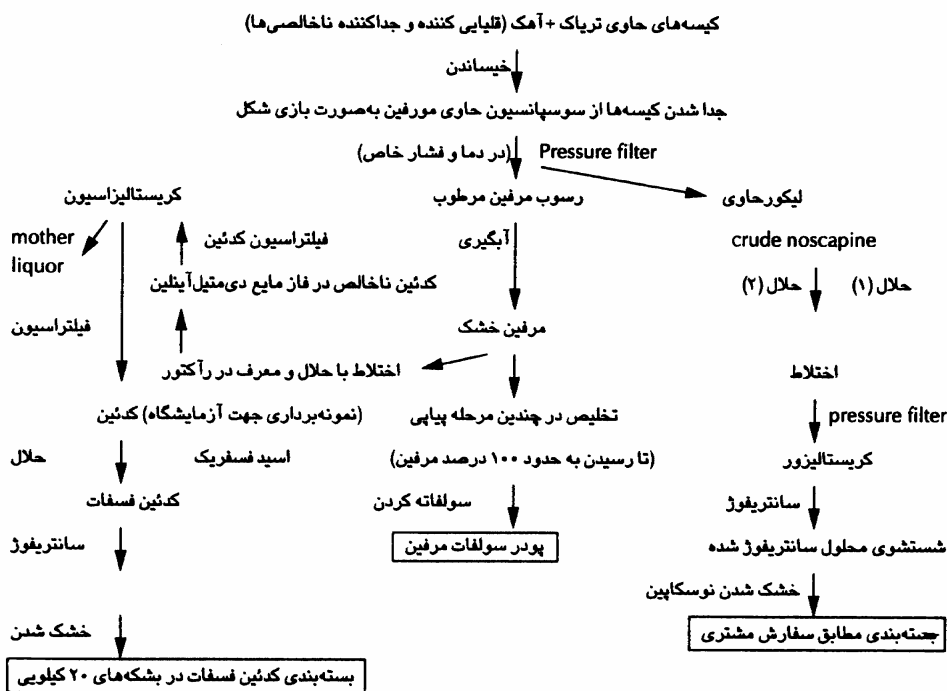 کیسه‌های حاوی تریاک + آهک (قلیایی کننده و جداکننده ناخالصی‌ها)
خیساندن
جدا شدن کیسه‌ها از سوسپانسیون حاوی مورفین به‌صورت بازی شکل
(در دما و فشار خاص)
Pressure filter
کریستالیزاسیون
رسوب مرفین مرطوب
لیکورحاوی
mother
liquor
فیلتراسیون کدئین
آبگیری
crude noscapine
کدئین ناخالص در فاز مایع دی‌متیل‌آینلین
حلال (۱)
حلال (۲)
فیلتراسیون
مرفین خشک
اختلاط با حلال و معرف در رآکتور
اختلاط
(نمونه‌برداری جهت آزمایشگاه) کدئین
تخلیص در چندین مرحله پیاپی
pressure filter
حلال
اسید فسفریک
(تا رسیدن به حدود ۱۰۰ درصد مرفین)
کریستالیزور
کدئین فسفات
سولفاته کردن
سانتریفوژ
سانتریفوژ
پودر سولفات مرفین
شستشوی محلول سانتریفوژ شده
خشک شدن نوسکاپین
خشک شدن
بسته‌بندی مطابق سفارش مشتری
بسته‌بندی کدئین فسفات در بشکه‌های ۲۰ کیلویی